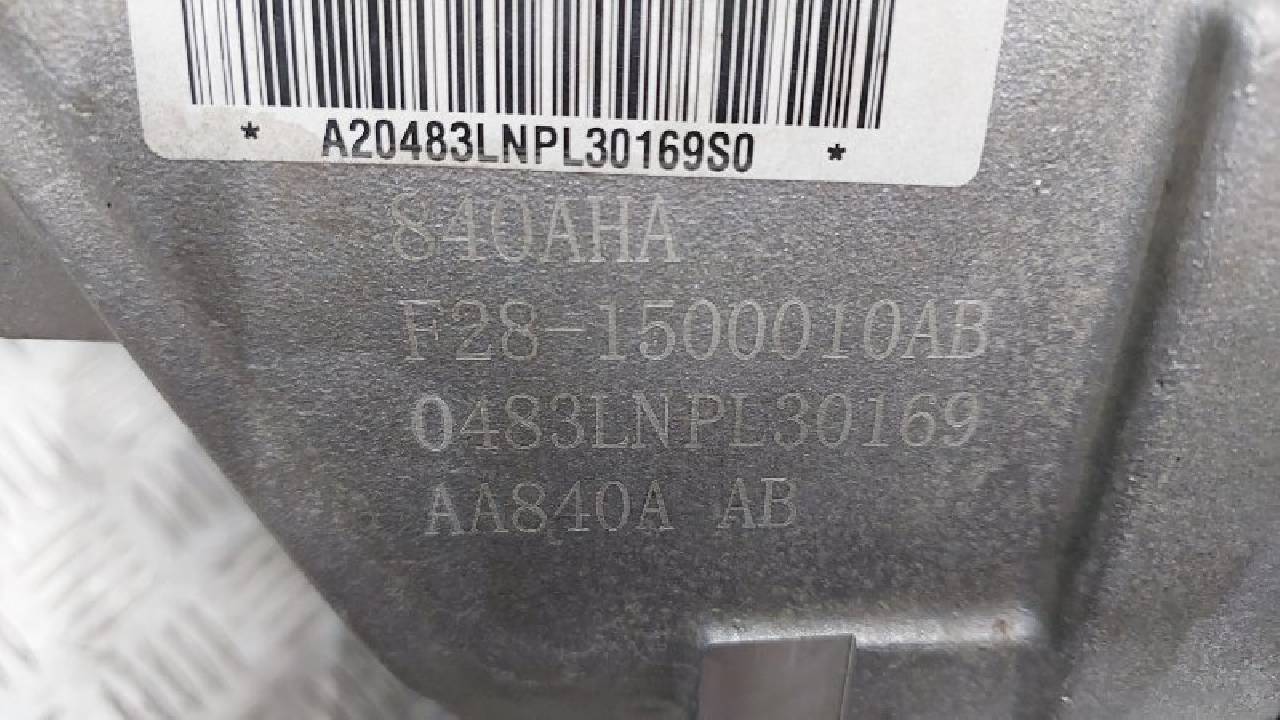 * A20483LNPL30169S0 *
840AHA
F28-1500010AB
0483LNPL30169
AA840A AB